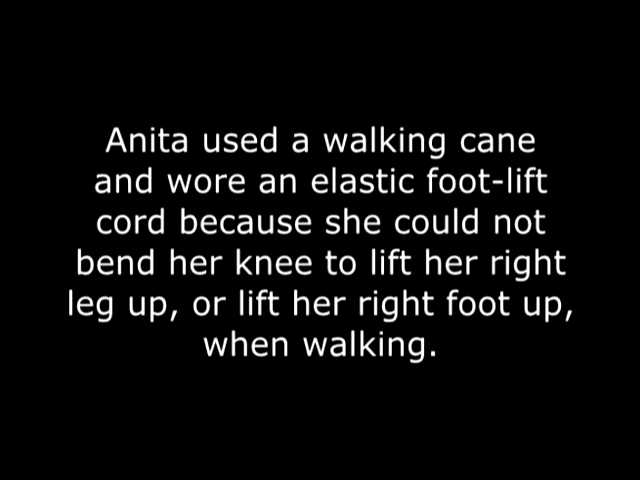 Anita used a walking cane
and wore an elastic foot-lift
cord because she could not
bend her knee to lift her right
leg up, or lift her right foot up,
when walking.